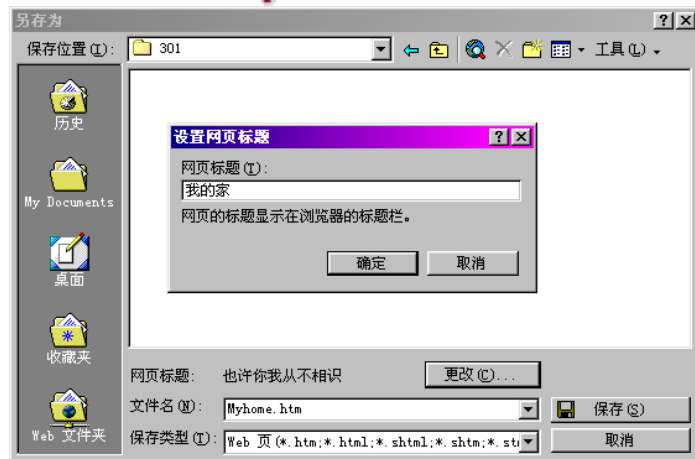 另存为
保存位置(I):
301
工具(L)
历史
My Documents
桌面
收藏夹
Web 文件夹
设置网页标题
网页标题(T):
我的家
网页的标题显示在浏览器的标题栏。
确定
取消
网页标题:
也许你我从不相识
更改(C)...
文件名(N):
Myhome.htm
保存(S)
保存类型(T):
Web 页(*.htm;*.html;*.shtml;*.shtm;*.st
取消